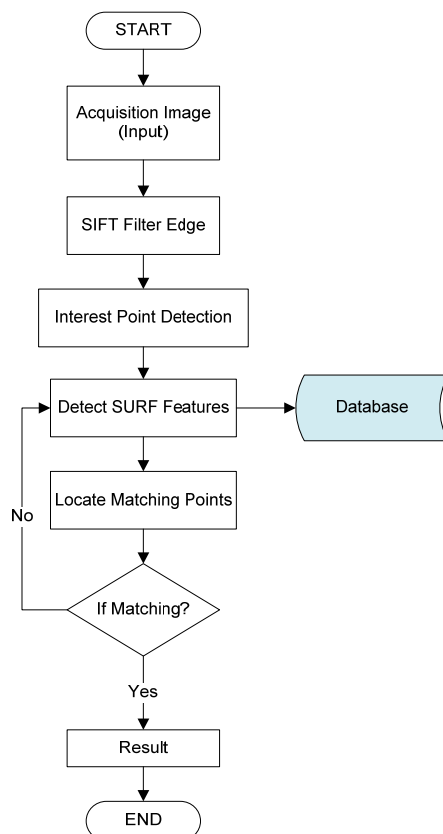 START
Acquisition Image
(Input)
SIFT Filter Edge
Interest Point Detection
Detect SURF Features
Database
Locate Matching Points
No
If Matching?
Yes
Result
END